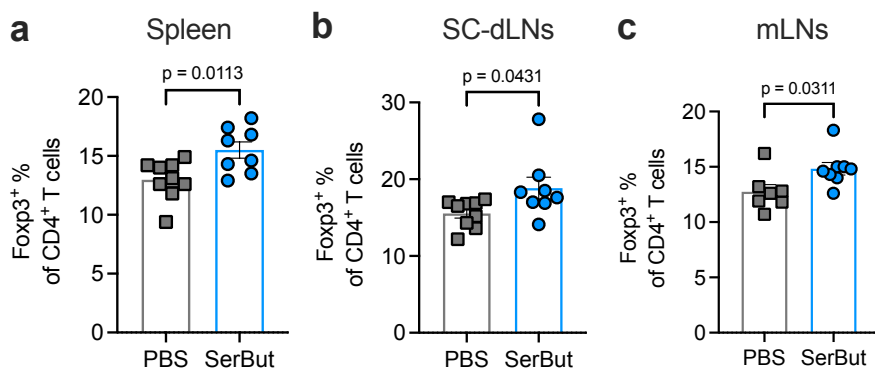 a
Spleen
p = 0.0113
Foxp3⁺ %
of CD4⁺ T cells
20
15
10
5
0
PBS
SerBut
b
SC-dLNs
p = 0.0431
Foxp3⁺ %
of CD4⁺ T cells
30
20
10
0
PBS
SerBut
c
mLNs
p = 0.0311
Foxp3⁺ %
of CD4⁺ T cells
20
15
10
5
0
PBS
SerBut